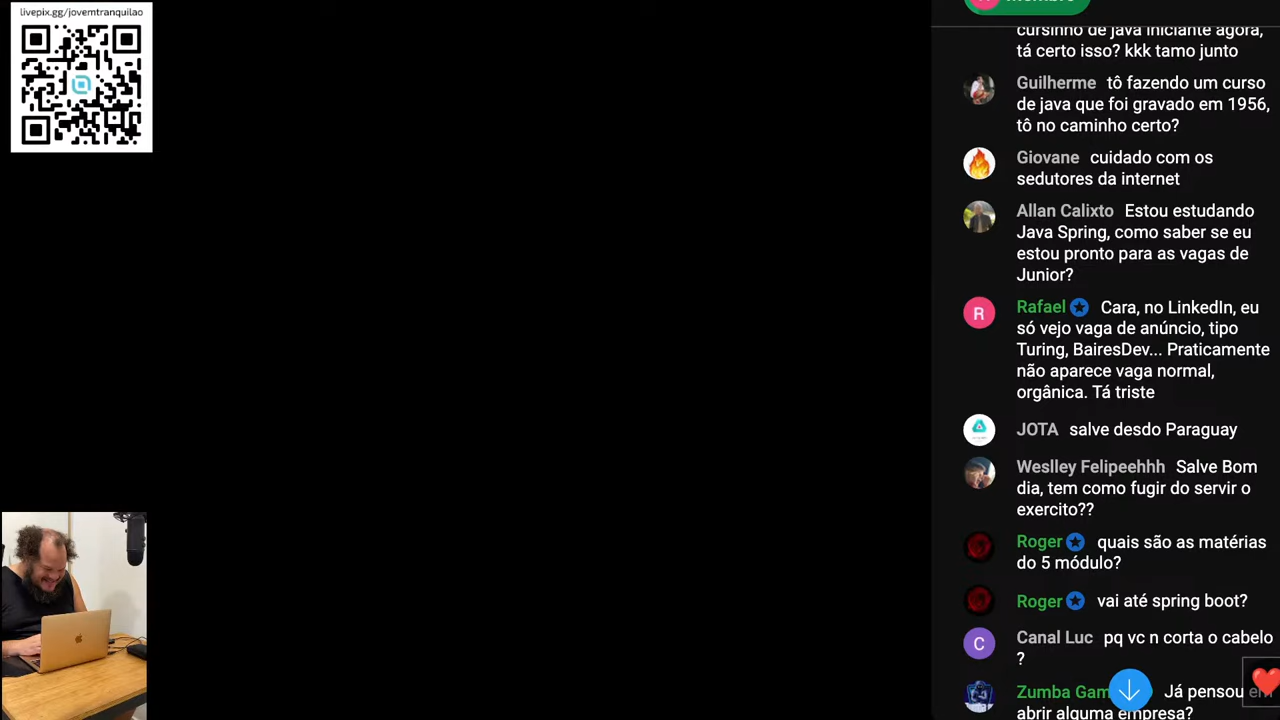 livepix.gg/jovemtranquilao
cursinho de java iniciante agora,
tá certo isso? kkk tamo junto
Guilherme tô fazendo um curso
de java que foi gravado em 1956,
tô no caminho certo?
Giovane cuidado com os
sedutores da internet
Allan Calixto Estou estudando
Java Spring, como saber se eu
estou pronto para as vagas de
Junior?
Rafael Cara, no LinkedIn, eu
só vejo vaga de anúncio, tipo
Turing, BairesDev... Praticamente
não aparece vaga normal,
orgânica. Tá triste
R
JOTA salve desdo Paraguay
Weslley Felipeehhh Salve Bom
dia, tem como fugir do servir o
exercito??
Roger quais são as matérias
do 5 módulo?
Roger vai até spring boot?
Canal Luc pq vc n corta o cabelo
?
C
Zumba Gam Já pensou em
abrir alguma empresa?